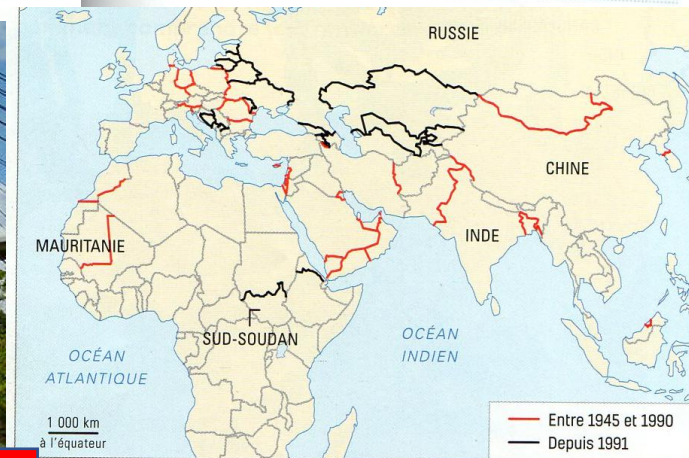 RUSSIE
CHINE
MAURITANIE
INDE
SUD-SOUDAN
OCÉAN
INDIEN
OCÉAN
ATLANTIQUE
1 000 km
à l'équateur
Entre 1945 et 1990
Depuis 1991